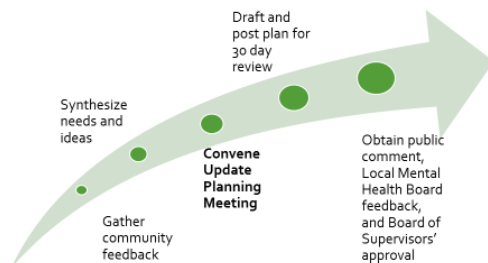 Draft and
post plan for
30 day
review
Synthesize
needs and
ideas
Convene
Update
Planning
Meeting
Obtain public
comment,
Local Mental
Health Board
feedback,
and Board of
Supervisors'
approval
Gather
community
feedback